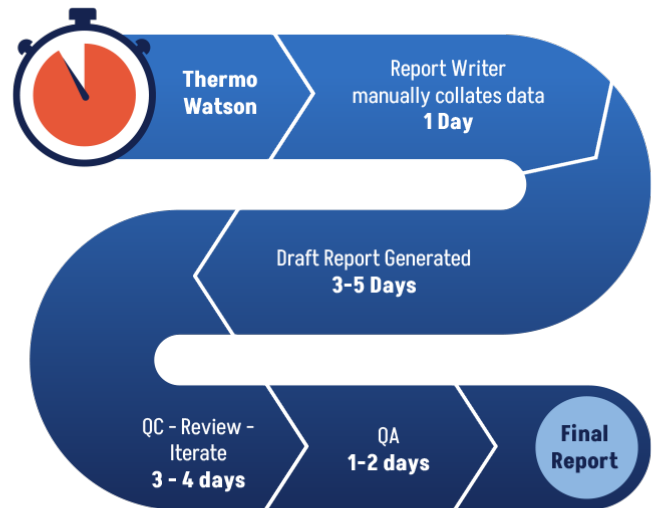 Thermo
Watson
Report Writer
manually collates data
1 Day
Draft Report Generated
3-5 Days
QC - Review -
Iterate
3 - 4 days
QA
1-2 days
Final
Report